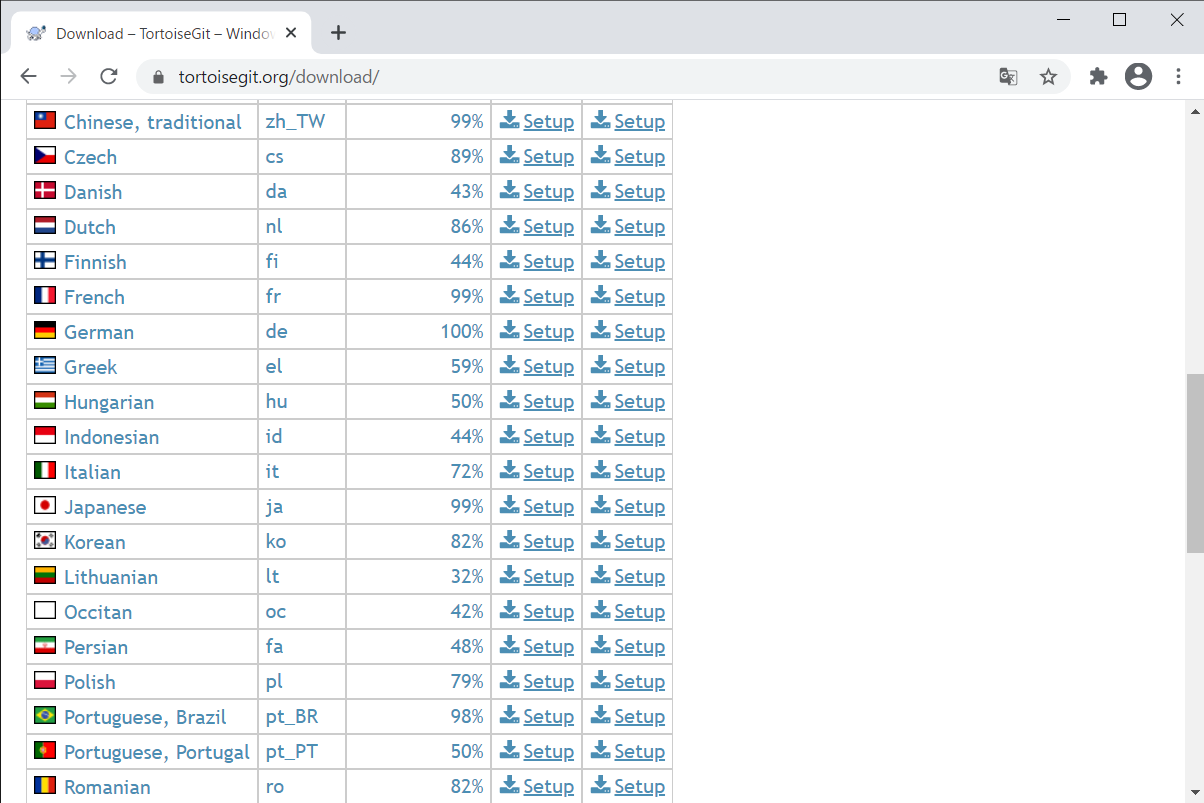 Download – TortoiseGit – Windo
tortoisegit.org/download/
Chinese, traditional zh_TW 99% Setup Setup
Czech cs 89% Setup Setup
Danish da 43% Setup Setup
Dutch nl 86% Setup Setup
Finnish fi 44% Setup Setup
French fr 99% Setup Setup
German de 100% Setup Setup
Greek el 59% Setup Setup
Hungarian hu 50% Setup Setup
Indonesian id 44% Setup Setup
Italian it 72% Setup Setup
Japanese ja 99% Setup Setup
Korean ko 82% Setup Setup
Lithuanian lt 32% Setup Setup
Occitan oc 42% Setup Setup
Persian fa 48% Setup Setup
Polish pl 79% Setup Setup
Portuguese, Brazil pt_BR 98% Setup Setup
Portuguese, Portugal pt_PT 50% Setup Setup
Romanian ro 82% Setup Setup